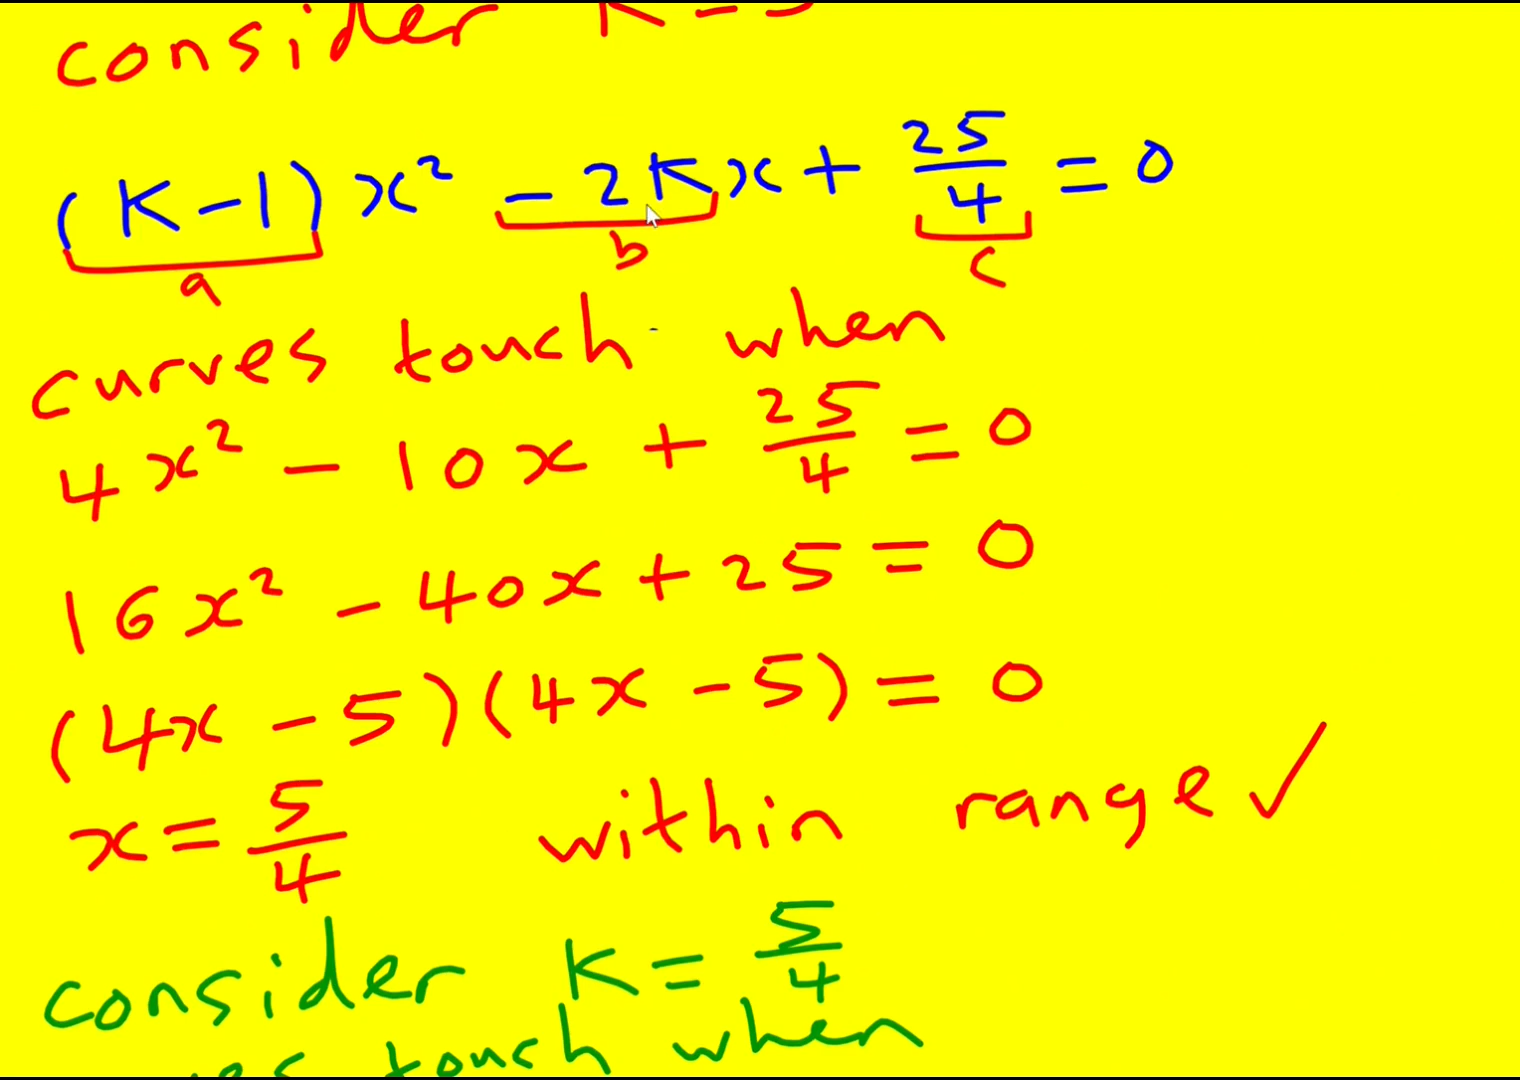 consider K = 5
(K-1)x² - 2Kx + 25/4 = 0
a b c
curves touch when
4x² - 10x + 25/4 = 0
16x² - 40x + 25 = 0
(4x - 5)(4x - 5) = 0
x = 5/4 within range ✓
consider K = 5/4
touch when